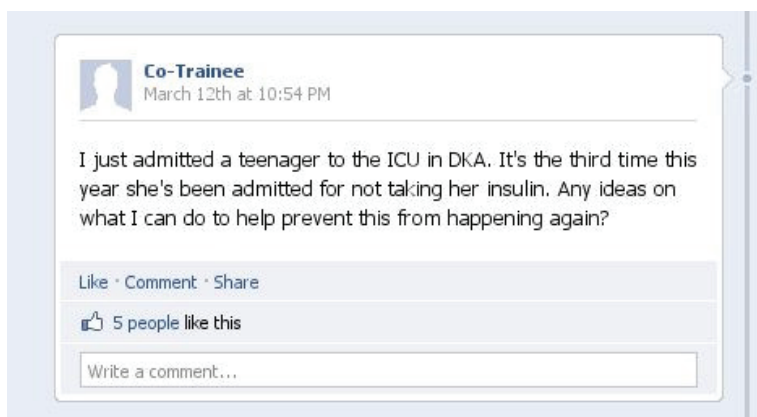 Co-Trainee
March 12th at 10:54 PM
I just admitted a teenager to the ICU in DKA. It's the third time this
year she's been admitted for not taking her insulin. Any ideas on
what I can do to help prevent this from happening again?
Like · Comment · Share
5 people like this
Write a comment...